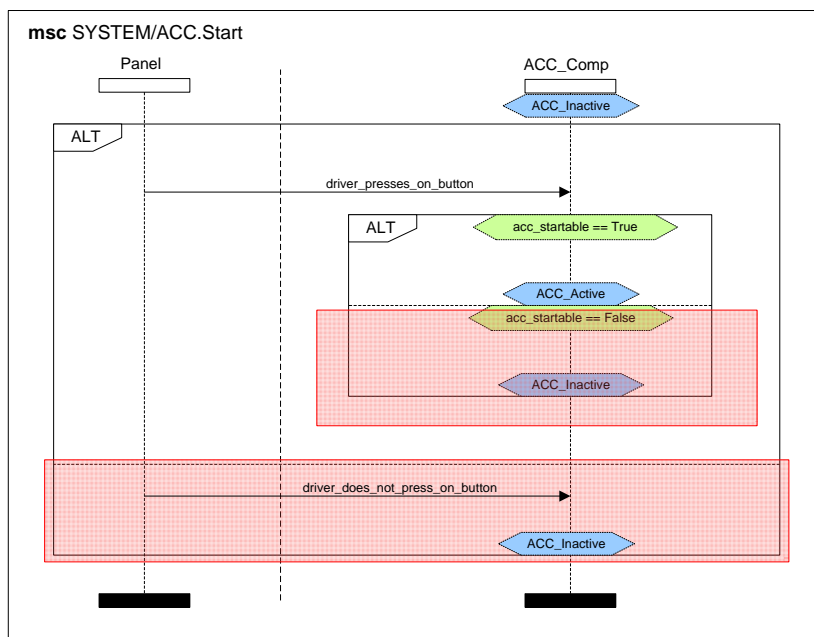 msc SYSTEM/ACC.Start
Panel
ACC_Comp
ACC_Inactive
ALT
driver_presses_on_button
ALT
acc_startable == True
ACC_Active
acc_startable == False
ACC_Inactive
driver_does_not_press_on_button
ACC_Inactive